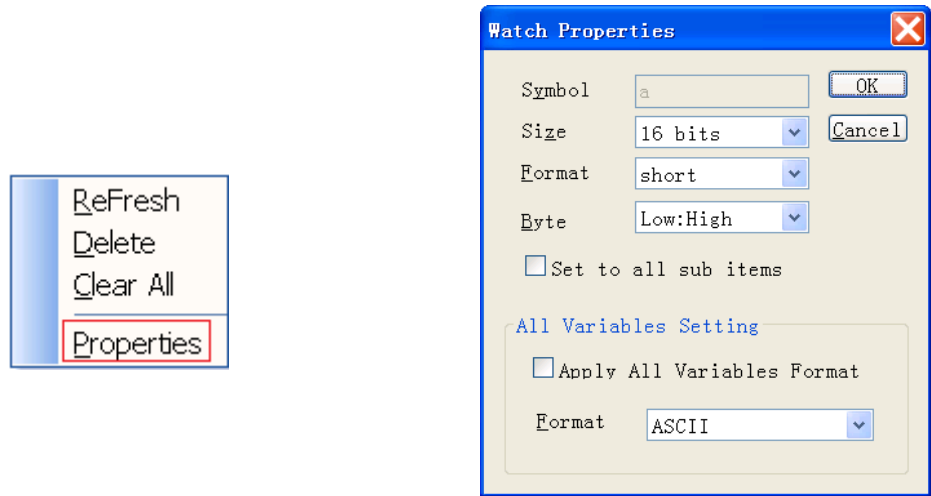 ReFresh
Delete
Clear All
Properties
Watch Properties
Symbol a OK
Size 16 bits Cancel
Format short
Byte Low:High
Set to all sub items
All Variables Setting
Apply All Variables Format
Format ASCII